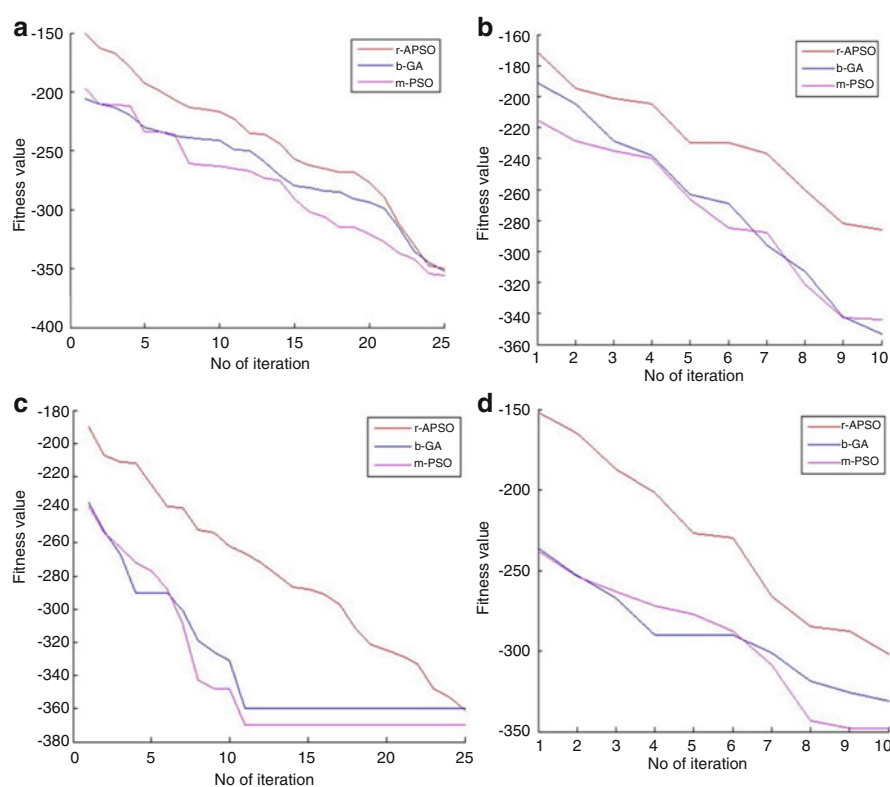 a
-150
-200
-250
-300
-350
-400
Fitness value
0 5 10 15 20 25
No of iteration
r-APSO
b-GA
m-PSO
b
-160
-180
-200
-220
-240
-260
-280
-300
-320
-340
-360
Fitness value
1 2 3 4 5 6 7 8 9 10
No of iteration
r-APSO
b-GA
m-PSO
c
-180
-200
-220
-240
-260
-280
-300
-320
-340
-360
-380
Fitness value
0 5 10 15 20 25
No of iteration
r-APSO
b-GA
m-PSO
d
-150
-200
-250
-300
-350
Fitness value
1 2 3 4 5 6 7 8 9 10
No of iteration
r-APSO
b-GA
m-PSO